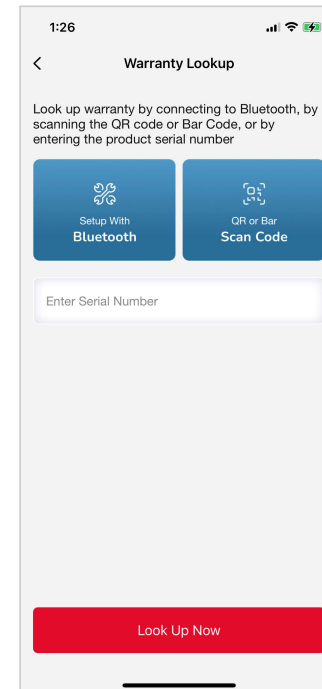 1:26
Warranty Lookup
Look up warranty by connecting to Bluetooth, by
scanning the QR code or Bar Code, or by
entering the product serial number
Setup With
Bluetooth
QR or Bar
Scan Code
Enter Serial Number
Look Up Now